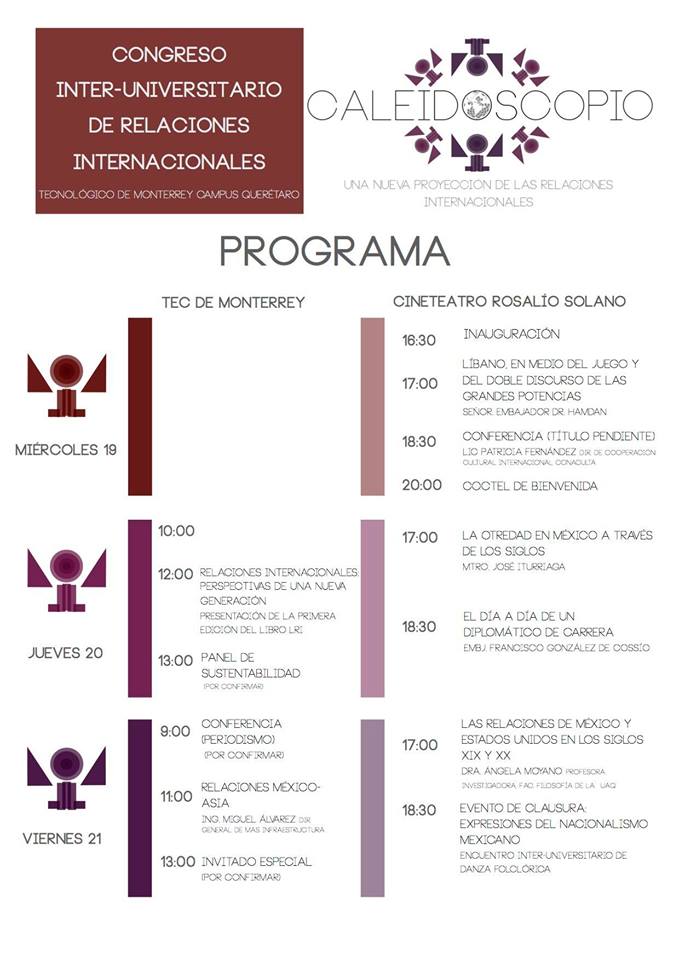 CONGRESO
INTER-UNIVERSITARIO
DE RELACIONES
INTERNACIONALES
TECNOLÓGICO DE MONTERREY CAMPUS QUERÉTARO
CALEIDOSCOPIO
UNA NUEVA PROYECCIÓN DE LAS RELACIONES
INTERNACIONALES
PROGRAMA
TEC DE MONTERREY
CINETEATRO ROSALÍO SOLANO
MIÉRCOLES 19
16:30 INAUGURACIÓN
17:00 LÍBANO, EN MEDIO DEL JUEGO Y
DEL DOBLE DISCURSO DE LAS
GRANDES POTENCIAS
SEÑOR. EMBAJADOR DR. HAMDAN
18:30 CONFERENCIA (TÍTULO PENDIENTE)
LIC PATRICIA FERNÁNDEZ DIR. DE COOPERACIÓN
CULTURAL INTERNACIONAL CONACULTA
20:00 COCTEL DE BIENVENIDA
JUEVES 20
10:00
12:00 RELACIONES INTERNACIONALES:
PERSPECTIVAS DE UNA NUEVA
GENERACIÓN
PRESENTACIÓN DE LA PRIMERA
EDICIÓN DEL LIBRO LRI
13:00 PANEL DE
SUSTENTABILIDAD
(POR CONFIRMAR)
17:00 LA OTREDAD EN MÉXICO A TRAVÉS
DE LOS SIGLOS
MTRO. JOSÉ ITURRIAGA
18:30 EL DÍA A DÍA DE UN
DIPLOMÁTICO DE CARRERA
EMBJ. FRANCISCO GONZÁLEZ DE COSSÍO
VIERNES 21
9:00 CONFERENCIA
(PERIODISMO)
(POR CONFIRMAR)
11:00 RELACIONES MÉXICO-
ASIA
ING. MIGUEL ÁLVAREZ DIR.
GENERAL DE MAS INFRAESTRUCTURA
13:00 INVITADO ESPECIAL
(POR CONFIRMAR)
17:00 LAS RELACIONES DE MÉXICO Y
ESTADOS UNIDOS EN LOS SIGLOS
XIX Y XX
DRA. ÁNGELA MOYANO PROFESORA
INVESTIGADORA FAC. FILOSOFÍA DE LA UAQ
18:30 EVENTO DE CLAUSURA:
EXPRESIONES DEL NACIONALISMO
MEXICANO
ENCUENTRO INTER-UNIVERSITARIO DE
DANZA FOLCLÓRICA